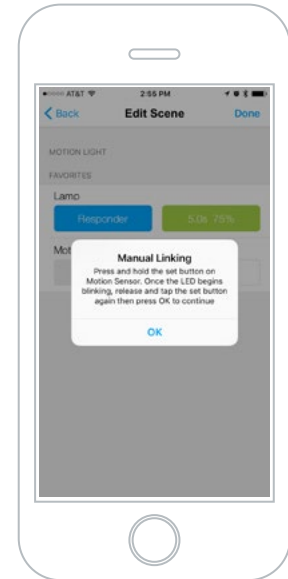 AT&T 2:55 PM
Back Edit Scene Done
MOTION LIGHT
FAVORITES
Lamp
Responder 5.0s 75%
Mot
Manual Linking
Press and hold the set button on
Motion Sensor. Once the LED begins
blinking, release and tap the set button
again then press OK to continue
OK